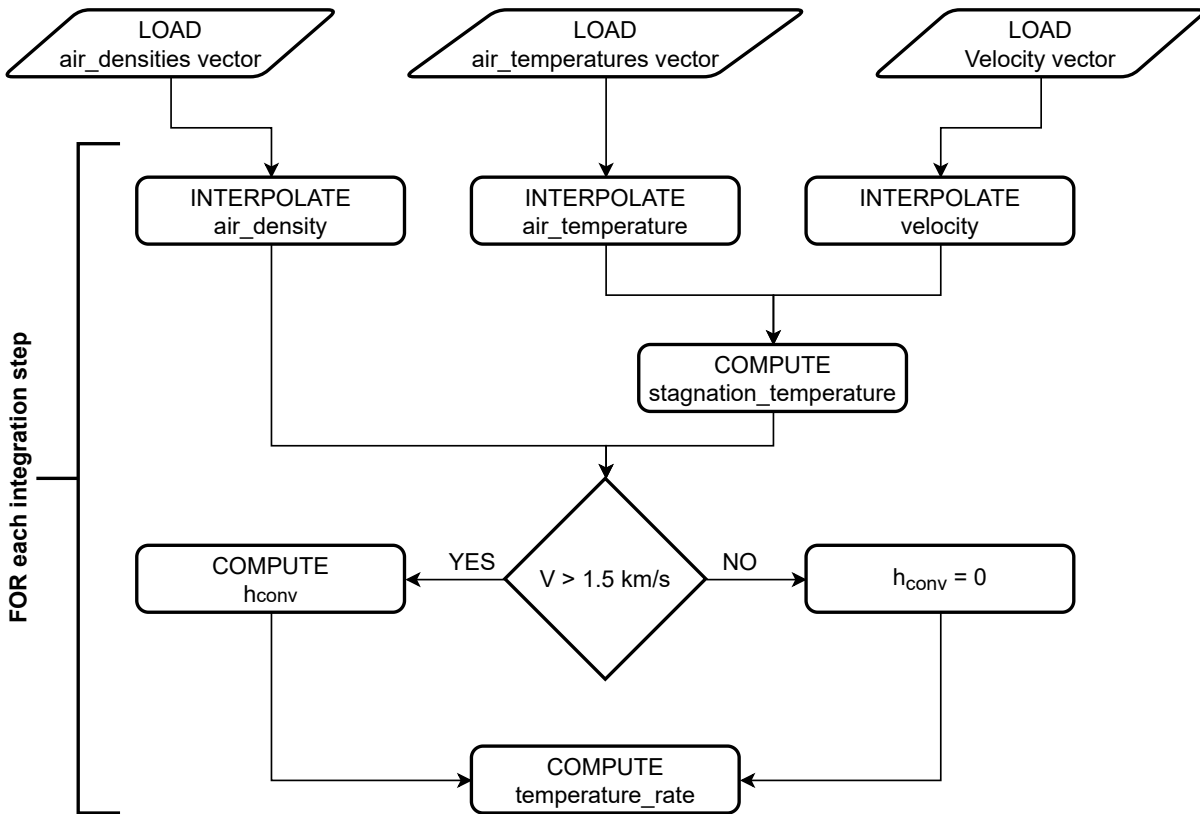 LOAD
air_densities vector
LOAD
air_temperatures vector
LOAD
Velocity vector
INTERPOLATE
air_density
INTERPOLATE
air_temperature
INTERPOLATE
velocity
COMPUTE
stagnation_temperature
FOR each integration step
COMPUTE
hconv
YES
V > 1.5 km/s
NO
hconv = 0
COMPUTE
temperature_rate